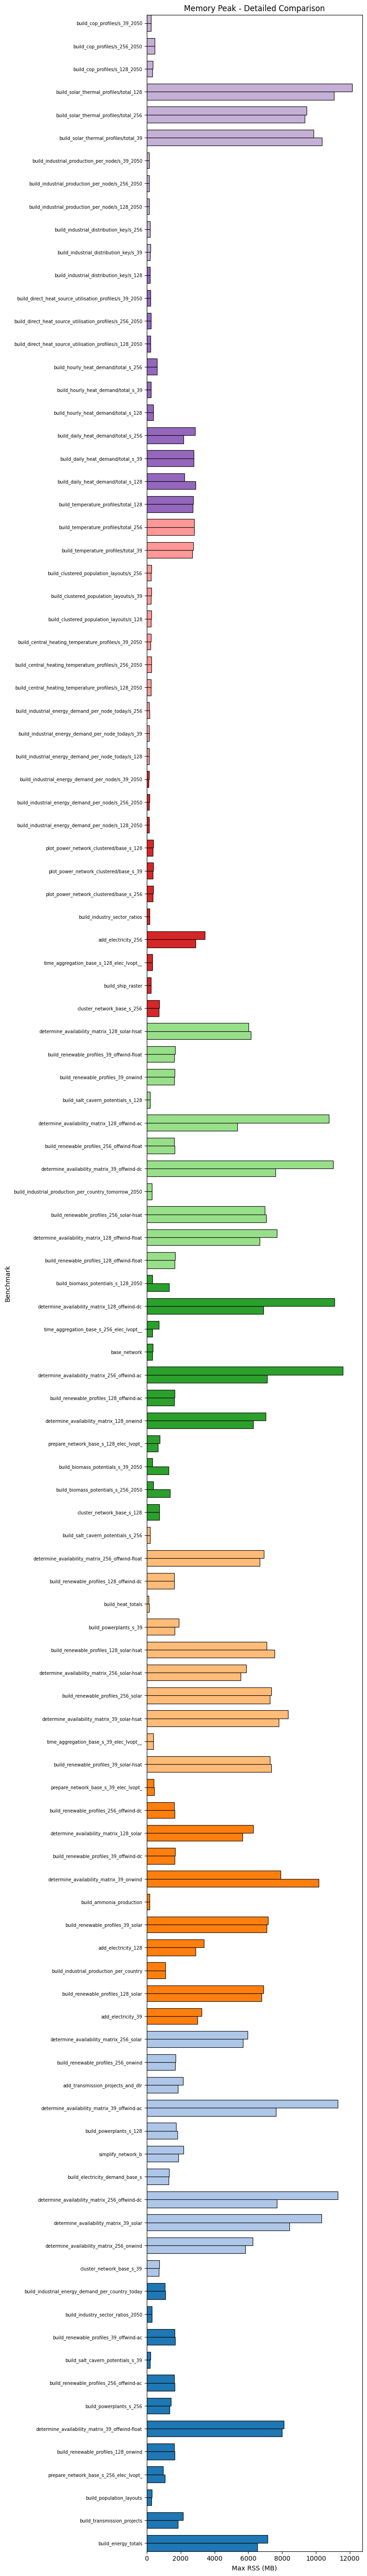 Memory Peak - Detailed Comparison
build_cop_profiles/s_39_2050
build_cop_profiles/s_256_2050
build_cop_profiles/s_128_2050
build_solar_thermal_profiles/total_128
build_solar_thermal_profiles/total_256
build_solar_thermal_profiles/total_39
build_industrial_production_per_node/s_39_2050
build_industrial_production_per_node/s_256_2050
build_industrial_production_per_node/s_128_2050
build_industrial_distribution_key/s_256
build_industrial_distribution_key/s_39
build_industrial_distribution_key/s_128
build_direct_heat_source_utilisation_profiles/s_39_2050
build_direct_heat_source_utilisation_profiles/s_256_2050
build_direct_heat_source_utilisation_profiles/s_128_2050
build_hourly_heat_demand/total_s_256
build_hourly_heat_demand/total_s_39
build_hourly_heat_demand/total_s_128
build_daily_heat_demand/total_s_256
build_daily_heat_demand/total_s_39
build_daily_heat_demand/total_s_128
build_temperature_profiles/total_128
build_temperature_profiles/total_256
build_temperature_profiles/total_39
build_clustered_population_layouts/s_256
build_clustered_population_layouts/s_39
build_clustered_population_layouts/s_128
build_central_heating_temperature_profiles/s_39_2050
build_central_heating_temperature_profiles/s_256_2050
build_central_heating_temperature_profiles/s_128_2050
build_industrial_energy_demand_per_node_today/s_256
build_industrial_energy_demand_per_node_today/s_39
build_industrial_energy_demand_per_node_today/s_128
build_industrial_energy_demand_per_node/s_39_2050
build_industrial_energy_demand_per_node/s_256_2050
build_industrial_energy_demand_per_node/s_128_2050
plot_power_network_clustered/base_s_128
plot_power_network_clustered/base_s_39
plot_power_network_clustered/base_s_256
build_industry_sector_ratios
add_electricity_256
time_aggregation_base_s_128_elec_lvopt__
build_ship_raster
cluster_network_base_s_256
determine_availability_matrix_128_solar-hsat
build_renewable_profiles_39_offwind-float
build_renewable_profiles_39_onwind
build_salt_cavern_potentials_s_128
determine_availability_matrix_128_offwind-ac
build_renewable_profiles_256_offwind-float
determine_availability_matrix_39_offwind-dc
build_industrial_production_per_country_tomorrow_2050
build_renewable_profiles_256_solar-hsat
determine_availability_matrix_128_offwind-float
build_renewable_profiles_128_offwind-float
build_biomass_potentials_s_128_2050
determine_availability_matrix_128_offwind-dc
time_aggregation_base_s_256_elec_lvopt__
base_network
determine_availability_matrix_256_offwind-ac
build_renewable_profiles_128_offwind-ac
determine_availability_matrix_128_onwind
prepare_network_base_s_128_elec_lvopt_
build_biomass_potentials_s_39_2050
build_biomass_potentials_s_256_2050
cluster_network_base_s_128
build_salt_cavern_potentials_s_256
determine_availability_matrix_256_offwind-float
build_renewable_profiles_128_offwind-dc
build_heat_totals
build_powerplants_s_39
build_renewable_profiles_128_solar-hsat
determine_availability_matrix_256_solar-hsat
build_renewable_profiles_256_solar
determine_availability_matrix_39_solar-hsat
time_aggregation_base_s_39_elec_lvopt__
build_renewable_profiles_39_solar-hsat
prepare_network_base_s_39_elec_lvopt_
build_renewable_profiles_256_offwind-dc
determine_availability_matrix_128_solar
build_renewable_profiles_39_offwind-dc
determine_availability_matrix_39_onwind
build_ammonia_production
build_renewable_profiles_39_solar
add_electricity_128
build_industrial_production_per_country
build_renewable_profiles_128_solar
add_electricity_39
determine_availability_matrix_256_solar
build_renewable_profiles_256_onwind
add_transmission_projects_and_dlr
determine_availability_matrix_39_offwind-ac
build_powerplants_s_128
simplify_network_b
build_electricity_demand_base_s
determine_availability_matrix_256_offwind-dc
determine_availability_matrix_39_solar
determine_availability_matrix_256_onwind
cluster_network_base_s_39
build_industrial_energy_demand_per_country_today
build_industry_sector_ratios_2050
build_renewable_profiles_39_offwind-ac
build_salt_cavern_potentials_s_39
build_renewable_profiles_256_offwind-ac
build_powerplants_s_256
determine_availability_matrix_39_offwind-float
build_renewable_profiles_128_onwind
prepare_network_base_s_256_elec_lvopt_
build_population_layouts
build_transmission_projects
build_energy_totals
Benchmark
0 2000 4000 6000 8000 10000 12000
Max RSS (MB)